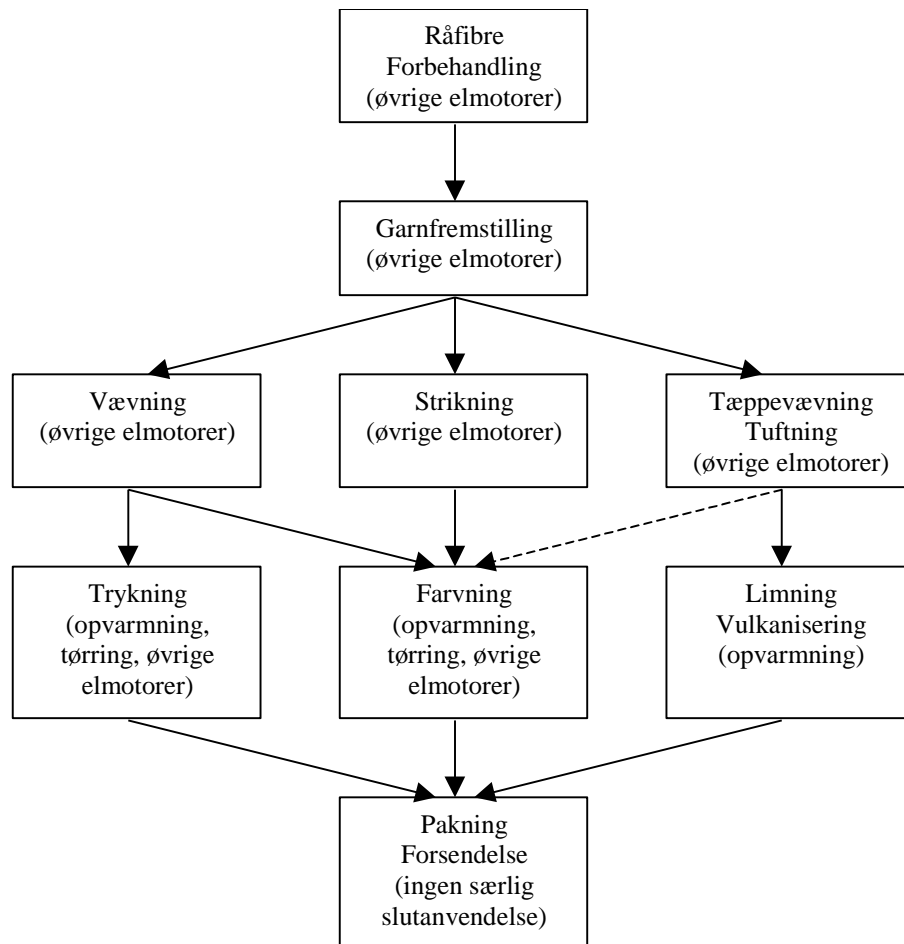 Råfibre
Forbehandling
(øvrige elmotorer)
Garnfremstilling
(øvrige elmotorer)
Vævning
(øvrige elmotorer)
Strikning
(øvrige elmotorer)
Tæppevævning
Tuftning
(øvrige elmotorer)
Trykning
(opvarmning,
tørring, øvrige
elmotorer)
Farvning
(opvarmning,
tørring, øvrige
elmotorer)
Limning
Vulkanisering
(opvarmning)
Pakning
Forsendelse
(ingen særlig
slutanvendelse)